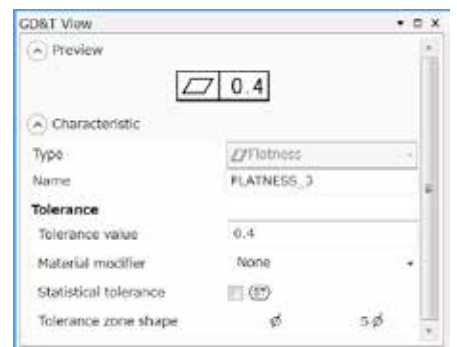 GD&T View
Preview
0.4
Characteristic
Type Flatness
Name FLATNESS_3
Tolerance
Tolerance value 0.4
Material modifier None
Statistical tolerance ST
Tolerance zone shape ⌀ S⌀